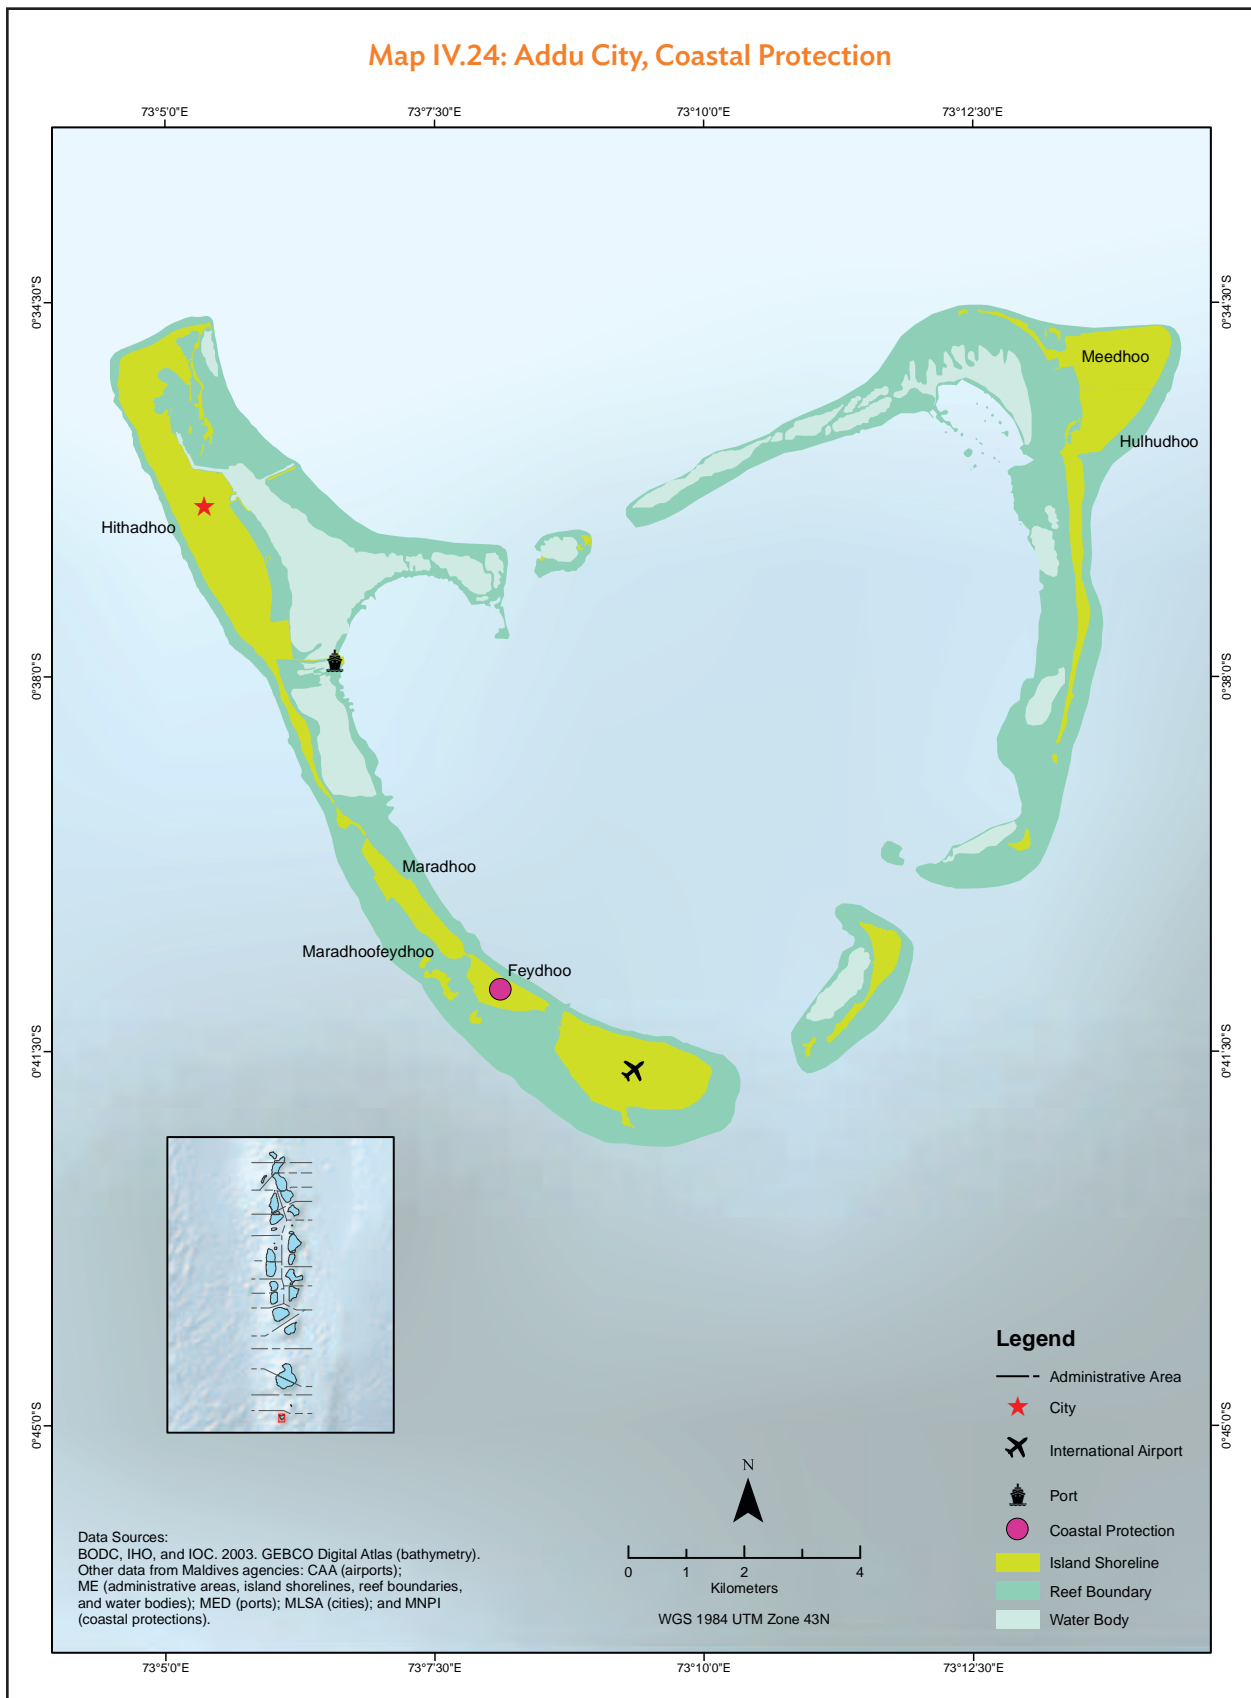 Map IV.24: Addu City, Coastal Protection
73°5'0"E
73°7'30"E
73°10'0"E
73°12'30"E
0°34'30"S
0°34'30"S
Meedhoo
Hulhudhoo
Hithadhoo
0°38'0"S
0°38'0"S
Maradhoo
Maradhoofeydhoo
Feydhoo
0°41'30"S
0°41'30"S
0°45'0"S
0°45'0"S
Legend
Administrative Area
City
International Airport
Port
Coastal Protection
Island Shoreline
Reef Boundary
Water Body
N
0 1 2 4
Kilometers
WGS 1984 UTM Zone 43N
Data Sources:
BODC, IHO, and IOC. 2003. GEBCO Digital Atlas (bathymetry).
Other data from Maldives agencies: CAA (airports);
ME (administrative areas, island shorelines, reef boundaries,
and water bodies); MED (ports); MLSA (cities); and MNPI
(coastal protections).
73°5'0"E
73°7'30"E
73°10'0"E
73°12'30"E